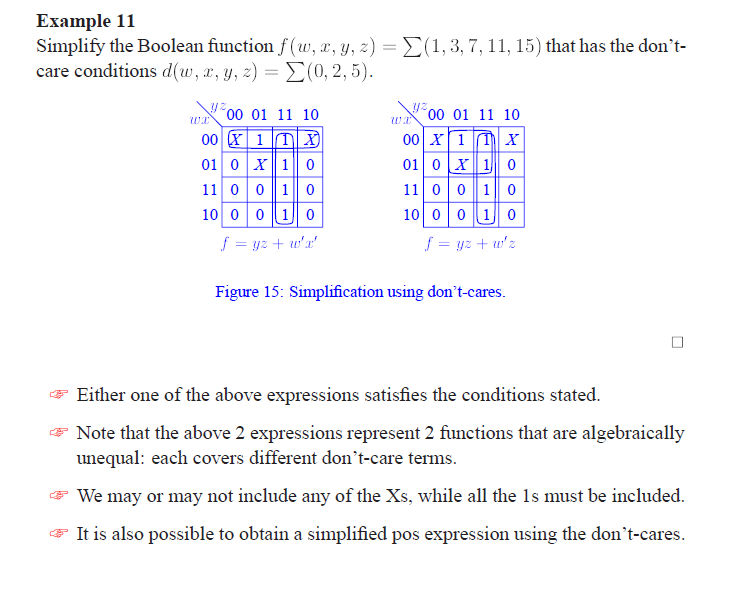 Example 11
Simplify the Boolean function f(w, x, y, z) = ∑(1, 3, 7, 11, 15) that has the don't-
care conditions d(w, x, y, z) = ∑(0, 2, 5).
yz 00 01 11 10
wx
00 X 1 1 X
01 0 X 1 0
11 0 0 1 0
10 0 0 1 0
f = yz + w'x'
yz 00 01 11 10
wx
00 X 1 1 X
01 0 X 1 0
11 0 0 1 0
10 0 0 1 0
f = yz + w'z
Figure 15: Simplification using don't-cares.
Either one of the above expressions satisfies the conditions stated.
Note that the above 2 expressions represent 2 functions that are algebraically
unequal: each covers different don't-care terms.
We may or may not include any of the Xs, while all the 1s must be included.
It is also possible to obtain a simplified pos expression using the don't-cares.